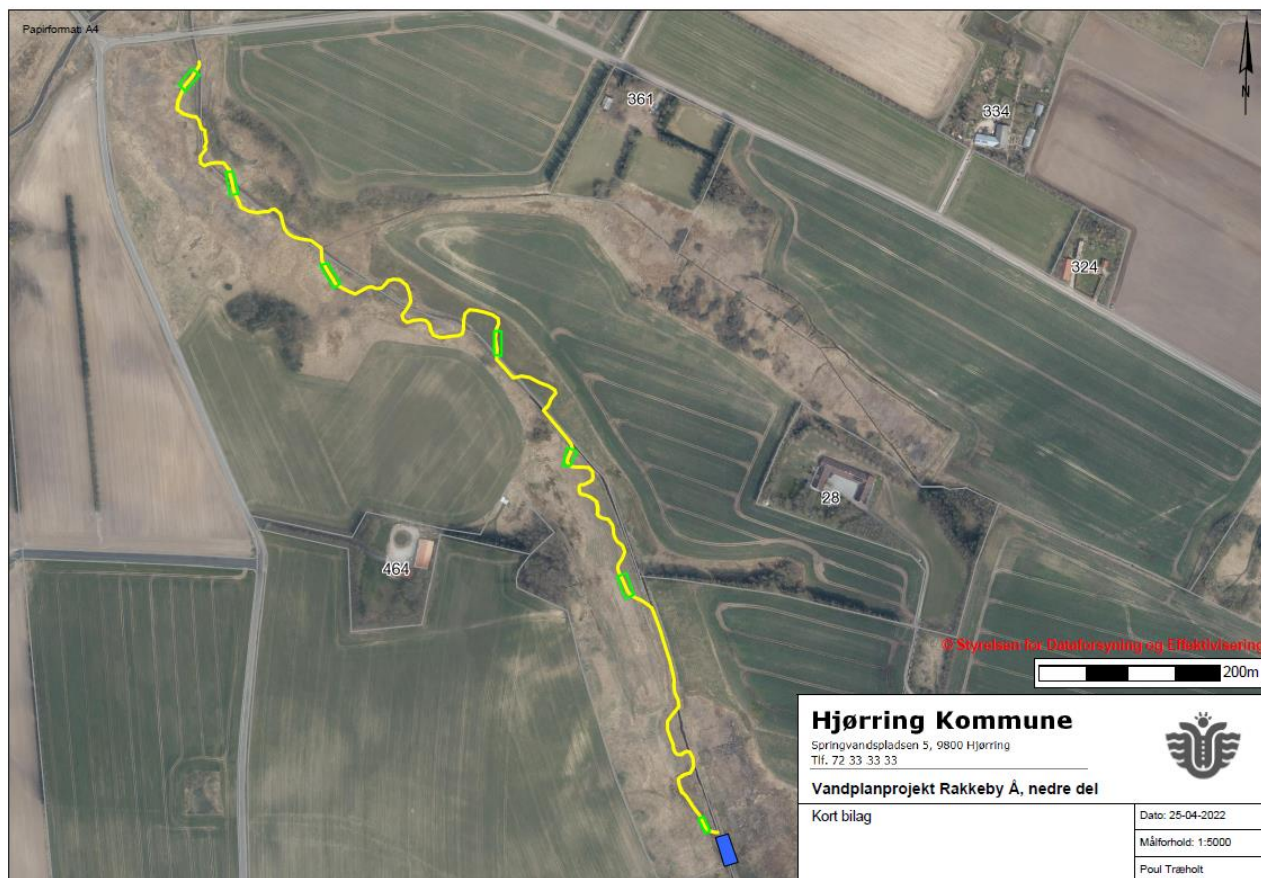 Papirformat: A4
N
361
334
324
28
464
© Styrelsen for Dataforsyning og Effektivisering
200m
Hjørring Kommune
Springvandspladsen 5, 9800 Hjørring
Tlf. 72 33 33 33
Vandplanprojekt Rakkeby Å, nedre del
Kort bilag
Dato: 25-04-2022
Målforhold: 1:5000
Poul Træholt